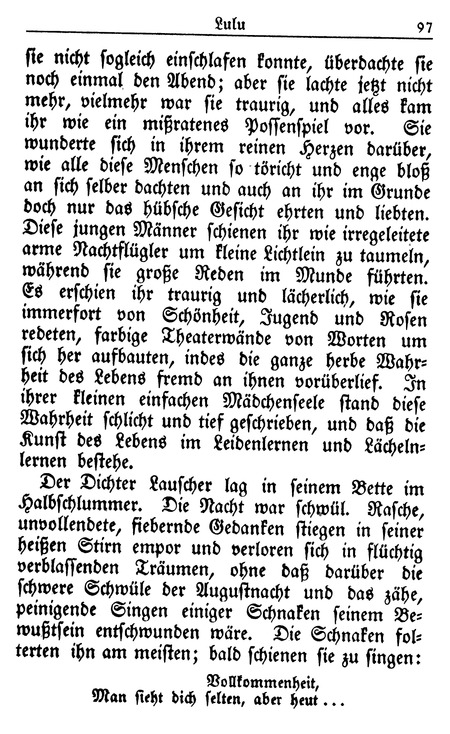 Lulu 97
sie nicht sogleich einschlafen konnte, überdachte sie
noch einmal den Abend; aber sie lachte jetzt nicht
mehr, vielmehr war sie traurig, und alles kam
ihr wie ein mißratenes Possenspiel vor. Sie
wunderte sich in ihrem reinen Herzen darüber,
wie alle diese Menschen so töricht und enge bloß
an sich selber dachten und auch an ihr im Grunde
doch nur das hübsche Gesicht ehrten und liebten.
Diese jungen Männer schienen ihr wie irregeleitete
arme Nachtflügler um kleine Lichtlein zu taumeln,
während sie große Reden im Munde führten.
Es erschien ihr traurig und lächerlich, wie sie
immerfort von Schönheit, Jugend und Rosen
redeten, farbige Theaterwände von Worten um
sich her aufbauten, indes die ganze herbe Wahr-
heit des Lebens fremd an ihnen vorüberlief. In
ihrer kleinen einfachen Mädchenseele stand diese
Wahrheit schlicht und tief geschrieben, und daß die
Kunst des Lebens im Leidenlernen und Lächeln-
lernen bestehe.
Der Dichter Lauscher lag in seinem Bette im
Halbschlummer. Die Nacht war schwül. Rasche,
unvollendete, fiebernde Gedanken stiegen in seiner
heißen Stirn empor und verloren sich in flüchtig
verblassenden Träumen, ohne daß darüber die
schwere Schwüle der Augustnacht und das zähe,
peinigende Singen einiger Schnaken seinem Be-
wußtsein entschwunden wäre. Die Schnaken fol-
terten ihn am meisten; bald schienen sie zu singen:
Vollkommenheit,
Man sieht dich selten, aber heut ...